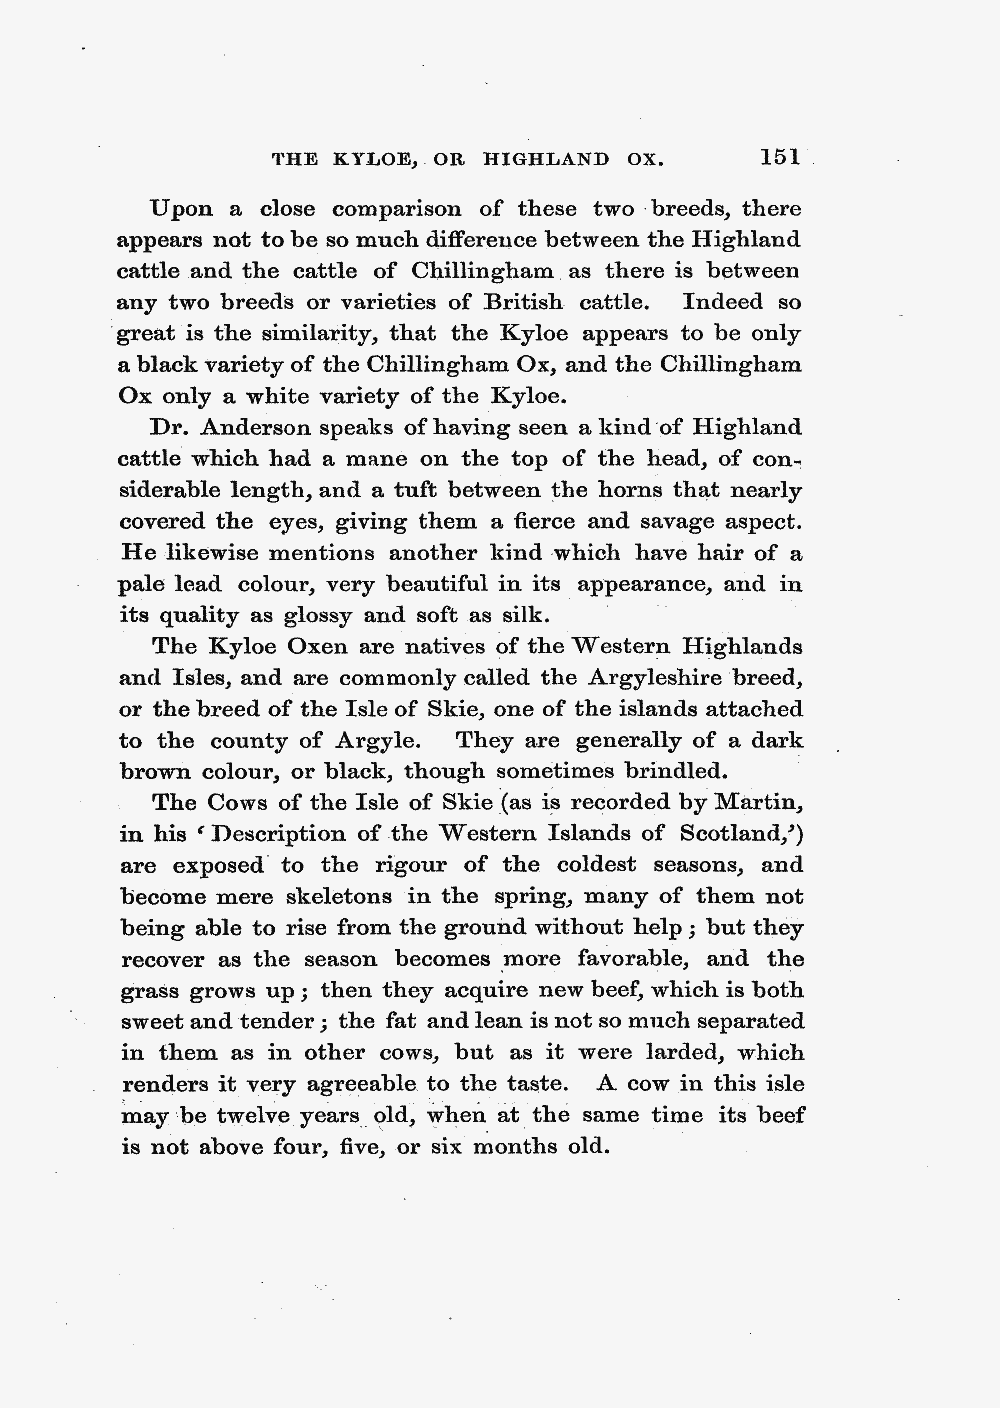 THE KYLOE, OR HIGHLAND OX. 151
Upon a close comparison of these two breeds, there
appears not to be so much difference between the Highland
cattle and the cattle of Chillingham as there is between
any two breeds or varieties of British cattle. Indeed so
great is the similarity, that the Kyloe appears to be only
a black variety of the Chillingham Ox, and the Chillingham
Ox only a white variety of the Kyloe.
Dr. Anderson speaks of having seen a kind of Highland
cattle which had a mane on the top of the head, of con-
siderable length, and a tuft between the horns that nearly
covered the eyes, giving them a fierce and savage aspect.
He likewise mentions another kind which have hair of a
pale lead colour, very beautiful in its appearance, and in
its quality as glossy and soft as silk.
The Kyloe Oxen are natives of the Western Highlands
and Isles, and are commonly called the Argyleshire breed,
or the breed of the Isle of Skie, one of the islands attached
to the county of Argyle. They are generally of a dark
brown colour, or black, though sometimes brindled.
The Cows of the Isle of Skie (as is recorded by Martin,
in his ‘Description of the Western Islands of Scotland,’)
are exposed to the rigour of the coldest seasons, and
become mere skeletons in the spring, many of them not
being able to rise from the ground without help; but they
recover as the season becomes more favorable, and the
grass grows up; then they acquire new beef, which is both
sweet and tender; the fat and lean is not so much separated
in them as in other cows, but as it were larded, which
renders it very agreeable to the taste. A cow in this isle
may be twelve years old, when at the same time its beef
is not above four, five, or six months old.